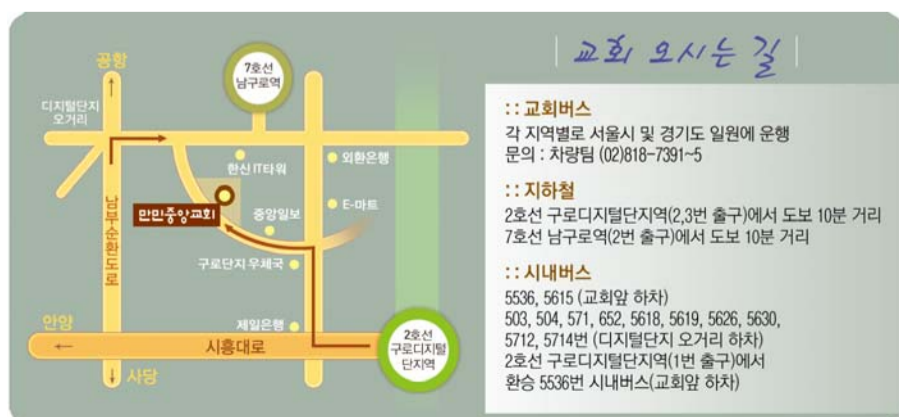 공항
7호선
남구로역
디지털단지
오거리
한신 IT타워
외환은행
만민중앙교회
중앙일보
E-마트
남부순환도로
구로단지 우체국
제일은행
안양
시흥대로
2호선
구로디지털
단지역
사당
교회 오시는 길
:: 교회버스
각 지역별로 서울시 및 경기도 일원에 운행
문의 : 차량팀 (02)818-7391~5
:: 지하철
2호선 구로디지털단지역(2,3번 출구)에서 도보 10분 거리
7호선 남구로역(2번 출구)에서 도보 10분 거리
:: 시내버스
5536, 5615 (교회앞 하차)
503, 504, 571, 652, 5618, 5619, 5626, 5630,
5712, 5714번 (디지털단지 오거리 하차)
2호선 구로디지털단지역(1번 출구)에서
환승 5536번 시내버스(교회앞 하차)